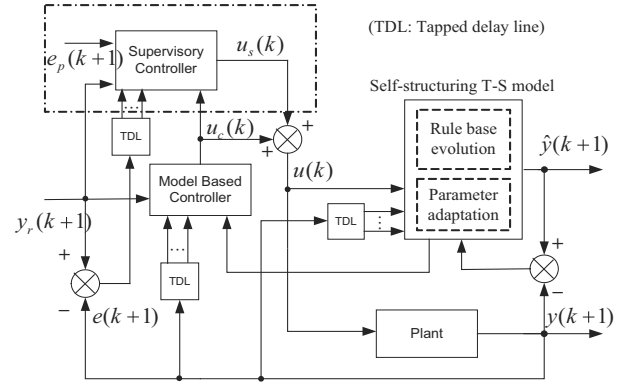 (TDL: Tapped delay line)
e_p(k+1)
Supervisory
Controller
u_s(k)
Self-structuring T-S model
...
TDL
u_c(k)
+
+
Rule base
evolution
ŷ(k+1)
u(k)
Model Based
Controller
Parameter
adaptation
y_r(k+1)
TDL
...
+
...
TDL
+
−
−
e(k+1)
Plant
y(k+1)